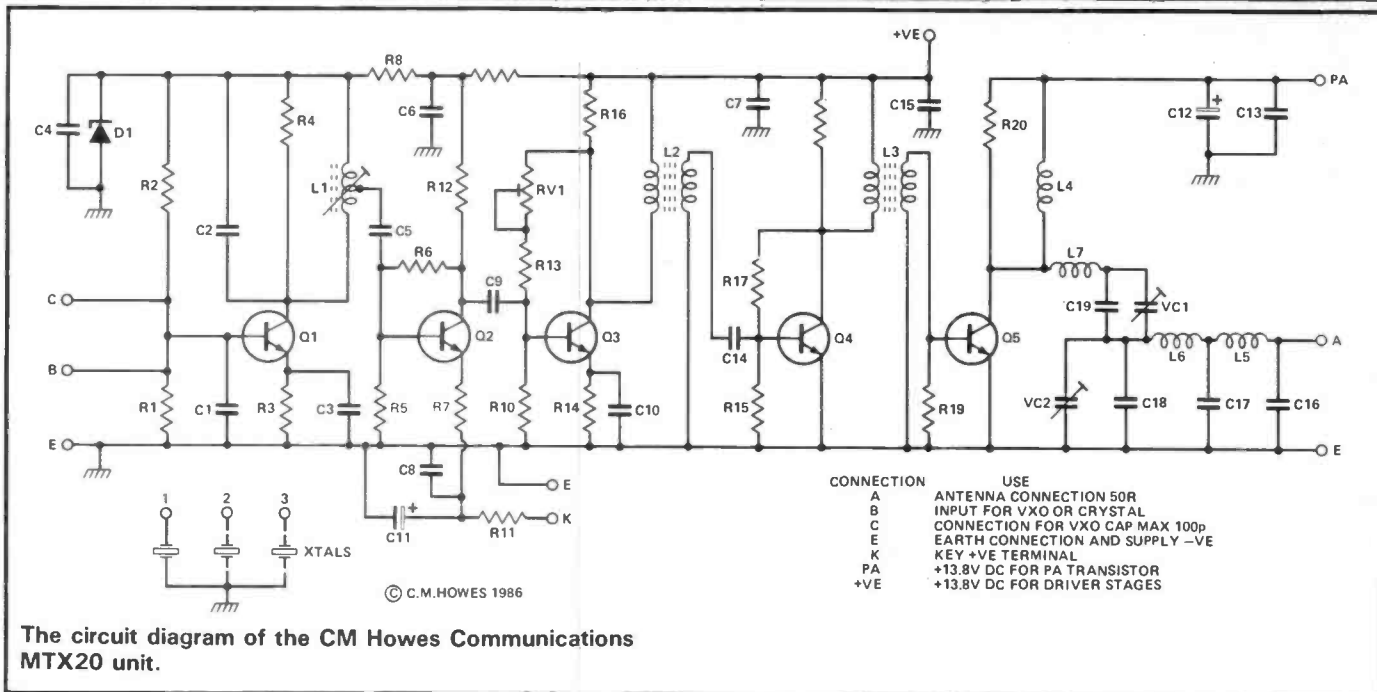 +VE
R8
PA
C4
D1
R4
C6
R16
C7
C15
C12
+
C13
R20
R2
L1
R12
RV1
L2
L3
L4
C2
C5
R6
R13
R17
L7
C9
C19
VC1
C
Q1
Q2
Q3
C14
Q4
Q5
A
B
L6
L5
R1
C1
R3
C3
R5
R7
R10
R14
C10
R15
R19
VC2
C18
C17
C16
E
E
C8
E
C11
+
R11
K
1
2
3
XTALS
© C.M.HOWES 1986
CONNECTION USE
A ANTENNA CONNECTION 50R
B INPUT FOR VXO OR CRYSTAL
C CONNECTION FOR VXO CAP MAX 100p
E EARTH CONNECTION AND SUPPLY –VE
K KEY +VE TERMINAL
PA +13.8V DC FOR PA TRANSISTOR
+VE +13.8V DC FOR DRIVER STAGES
The circuit diagram of the CM Howes Communications
MTX20 unit.